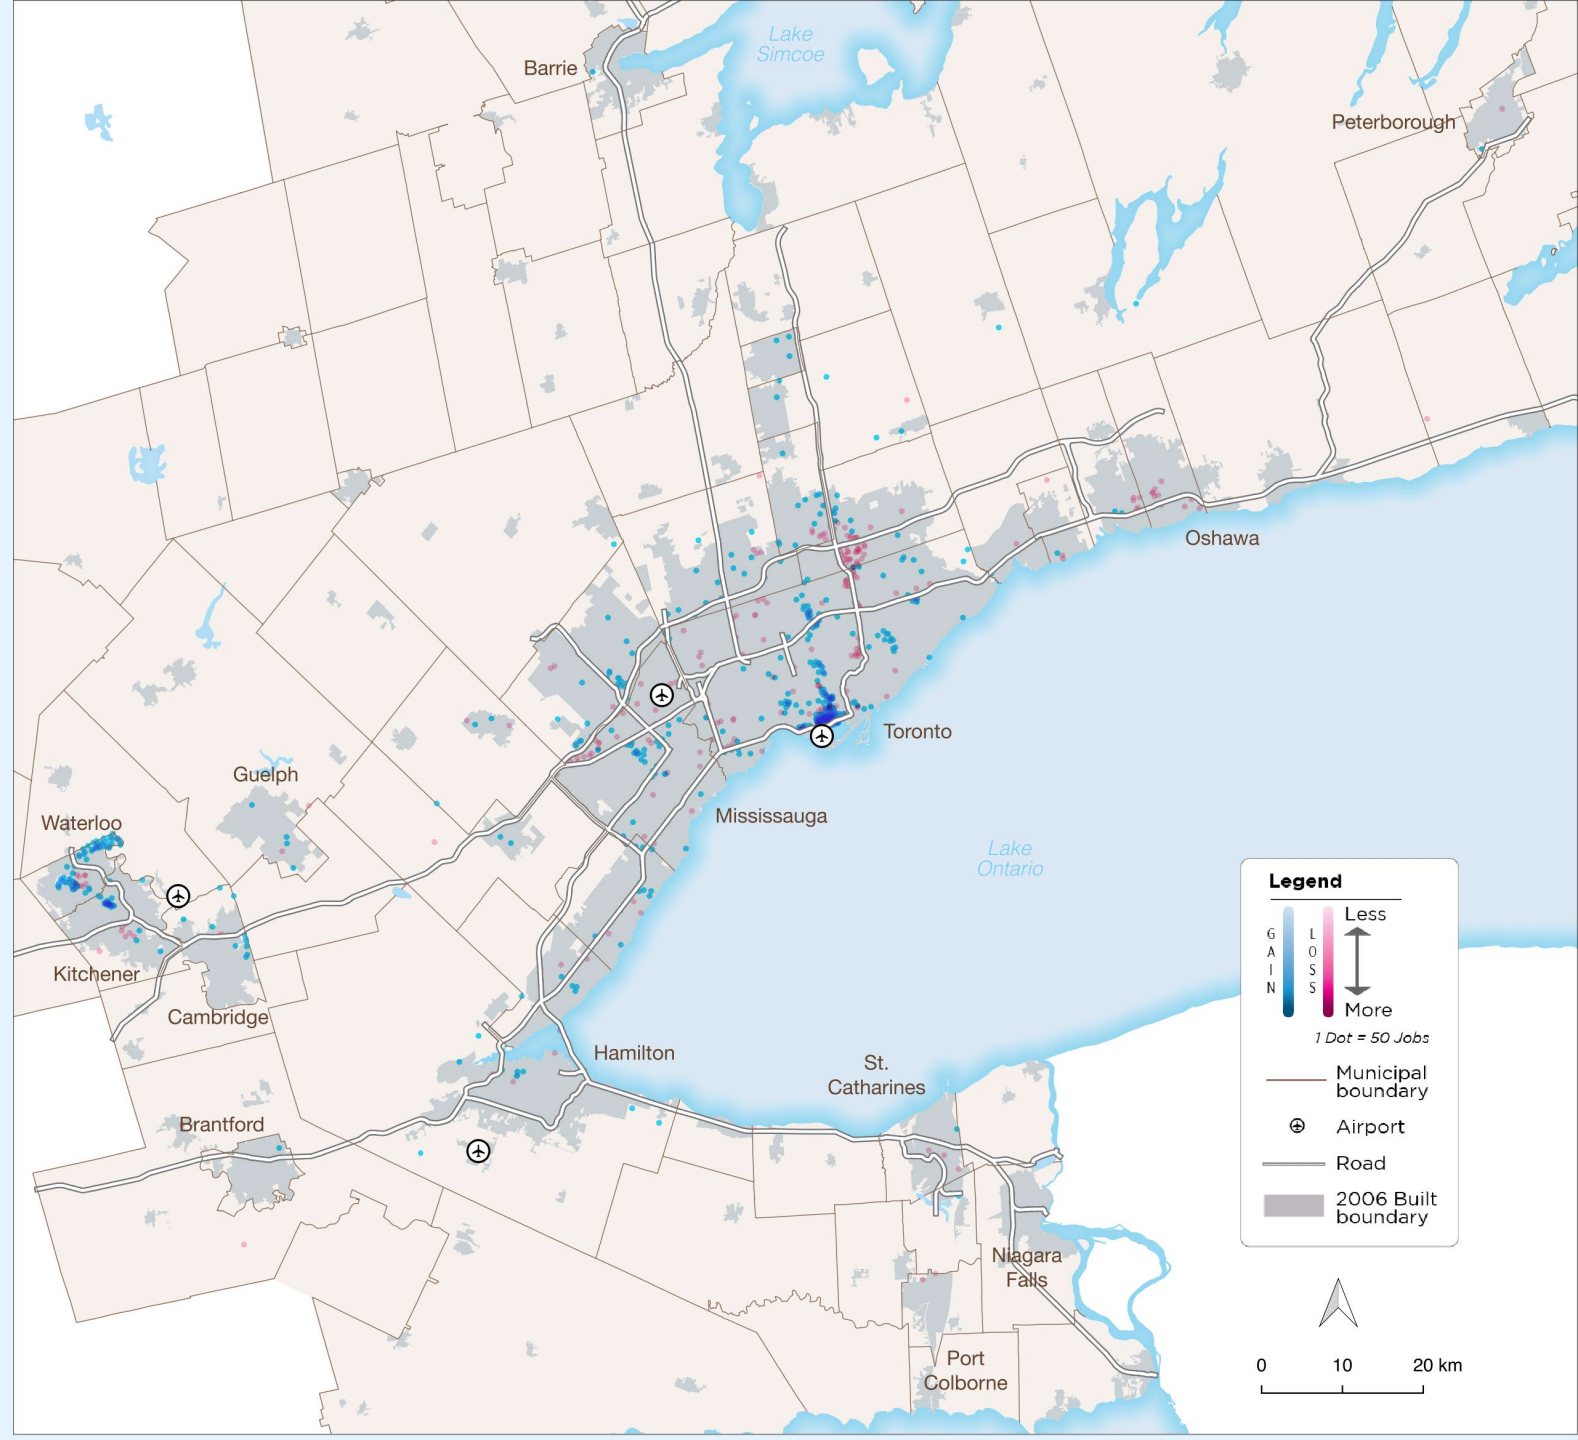 Lake
Simcoe
Barrie
Peterborough
Oshawa
Toronto
Guelph
Waterloo
Mississauga
Lake
Ontario
Kitchener
Cambridge
Hamilton
St.
Catharines
Brantford
Niagara
Falls
Port
Colborne
Legend
GAIN
LOSS
Less
More
1 Dot = 50 Jobs
Municipal
boundary
Airport
Road
2006 Built
boundary
0 10 20 km